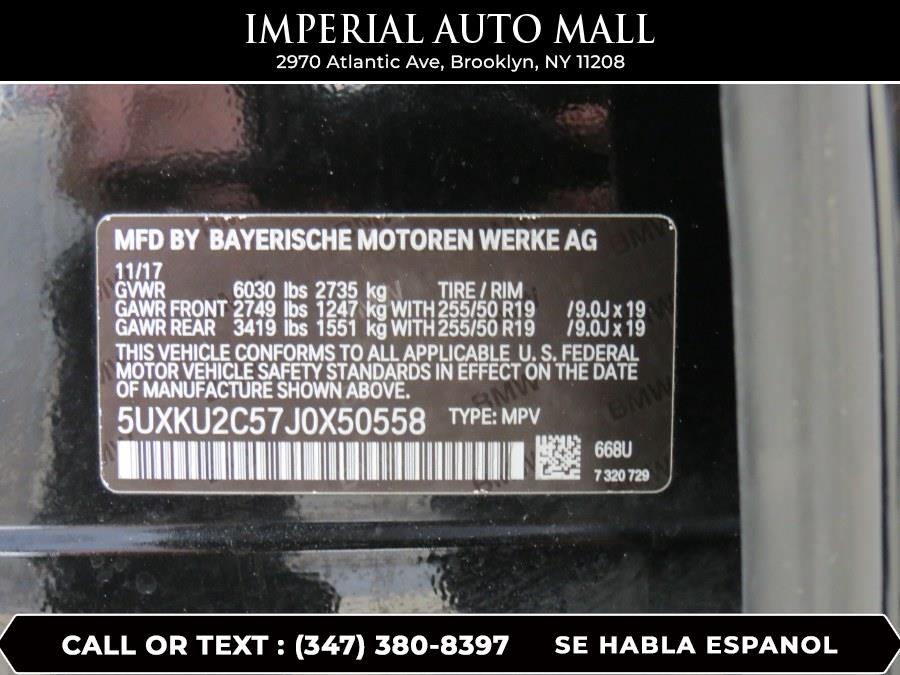 IMPERIAL AUTO MALL
2970 Atlantic Ave, Brooklyn, NY 11208
MFD BY BAYERISCHE MOTOREN WERKE AG
11/17
GVWR 6030 lbs 2735 kg TIRE / RIM
GAWR FRONT 2749 lbs 1247 kg WITH 255/50 R19 /9.0J x 19
GAWR REAR 3419 lbs 1551 kg WITH 255/50 R19 /9.0J x 19
THIS VEHICLE CONFORMS TO ALL APPLICABLE U. S. FEDERAL
MOTOR VEHICLE SAFETY STANDARDS IN EFFECT ON THE DATE
OF MANUFACTURE SHOWN ABOVE.
5UXKU2C57J0X50558 TYPE: MPV
668U
7 320 729
CALL OR TEXT : (347) 380-8397 SE HABLA ESPANOL